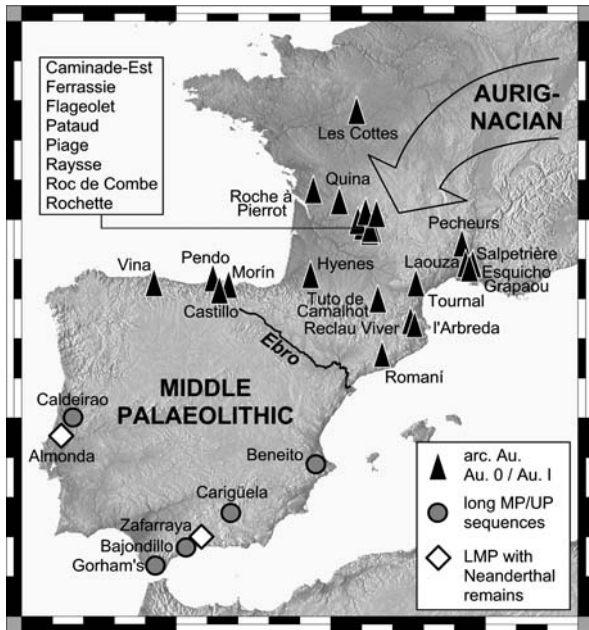 Caminade-Est
Ferrassie
Flageolet
Pataud
Piage
Raysse
Roc de Combe
Rochette
AURIG-
NACIAN
Les Cottes
Quina
Roche à
Pierrot
Pecheurs
Laouza
Salpetrière
Esquicho
Grapaou
Hyenes
Tournal
Tuto de
Camalhot
Reclau Viver
l'Arbreda
Romaní
Vina
Pendo
Morín
Castillo
Ebro
MIDDLE
PALAEOLITHIC
Caldeirao
Almonda
Beneito
Carigüela
Zafarraya
Bajondillo
Gorham's
arc. Au.
Au. 0 / Au. I
long MP/UP
sequences
LMP with
Neanderthal
remains